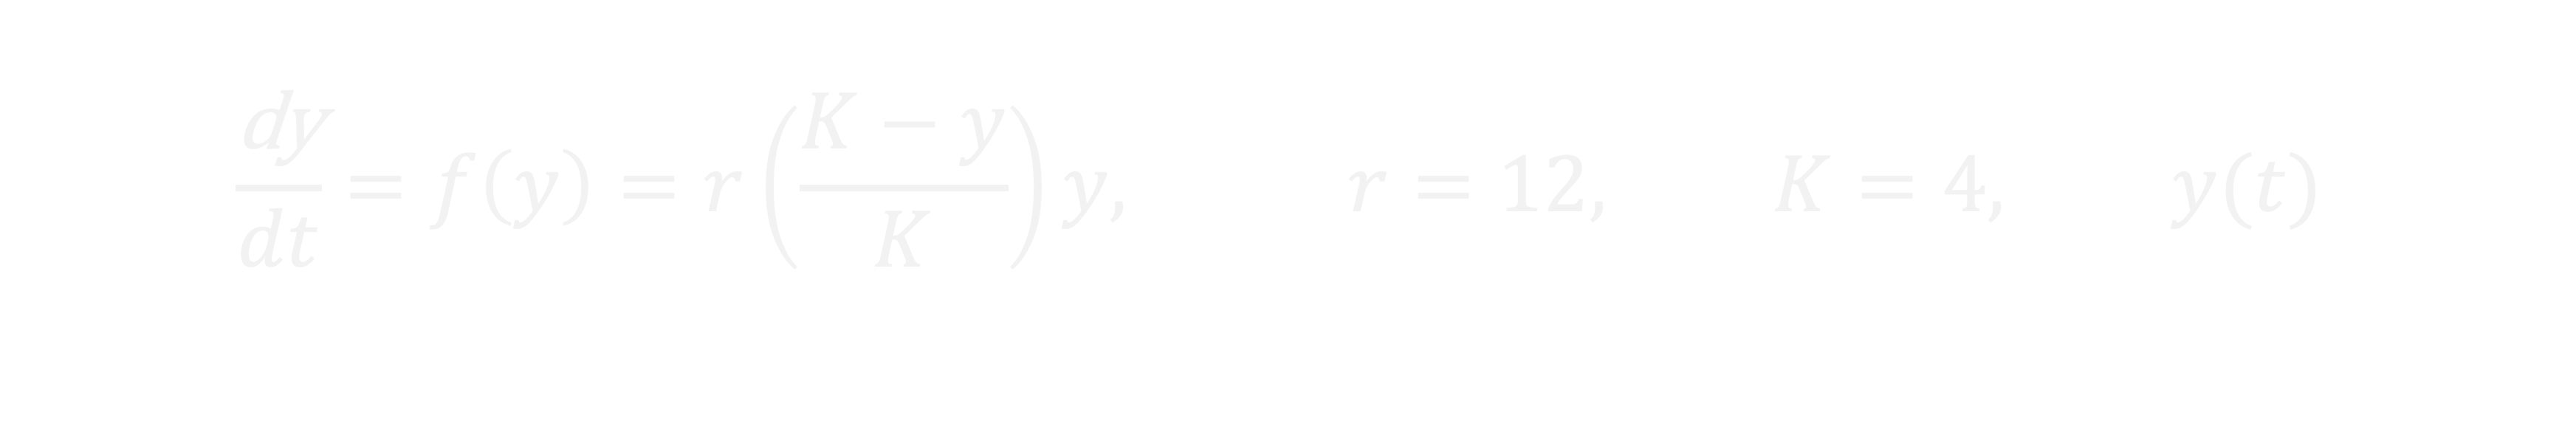 dy/dt = f(y) = r((K − y)/K)y, r = 12, K = 4, y(t)